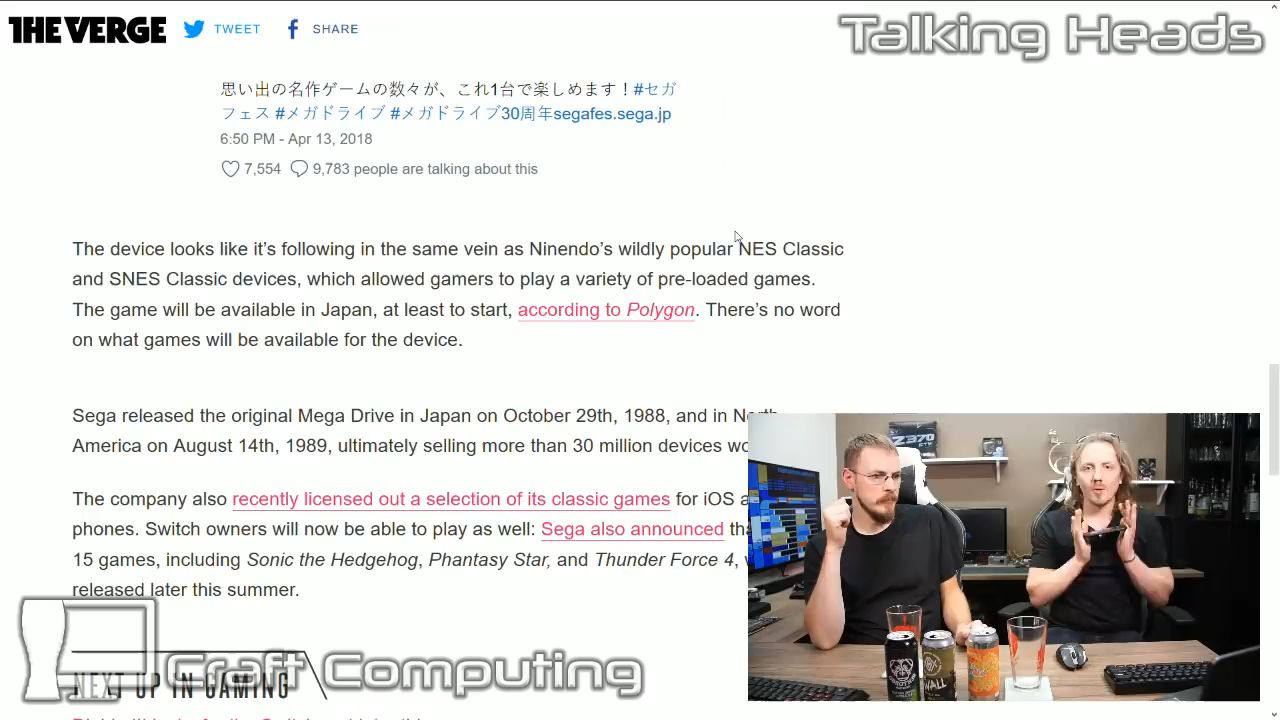 THE VERGE TWEET SHARE
Talking Heads
思い出の名作ゲームの数々が、これ1台で楽しめます！#セガ
フェス #メガドライブ #メガドライブ30周年segafes.sega.jp
6:50 PM - Apr 13, 2018
7,554 9,783 people are talking about this
The device looks like it's following in the same vein as Ninendo's wildly popular NES Classic
and SNES Classic devices, which allowed gamers to play a variety of pre-loaded games.
The game will be available in Japan, at least to start, according to Polygon. There's no word
on what games will be available for the device.
Sega released the original Mega Drive in Japan on October 29th, 1988, and in North
America on August 14th, 1989, ultimately selling more than 30 million devices
The company also recently licensed out a selection of its classic games for iOS
phones. Switch owners will now be able to play as well: Sega also announced
15 games, including Sonic the Hedgehog, Phantasy Star, and Thunder Force 4,
released later this summer.
Z370
WALL
Craft Computing
NEXT UP IN GAMING